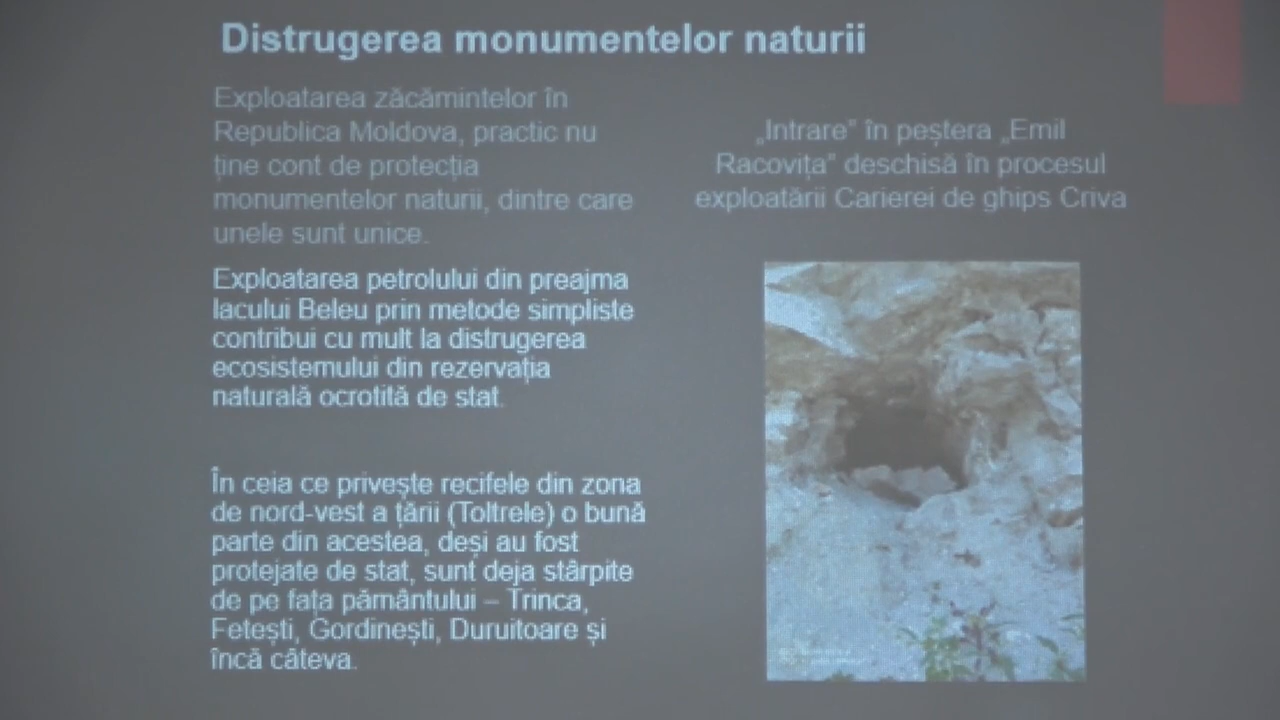 Distrugerea monumentelor naturii
Exploatarea zăcămintelor în
Republica Moldova, practic nu
ține cont de protecția
monumentelor naturii, dintre care
unele sunt unice.
Exploatarea petrolului din preajma
lacului Beleu prin metode simpliste
contribui cu mult la distrugerea
ecosistemului din rezervația
naturală ocrotită de stat.
În ceia ce privește recifele din zona
de nord-vest a țării (Toltrele) o bună
parte din acestea, deși au fost
protejate de stat, sunt deja stârpite
de pe fața pământului – Trinca,
Fetești, Gordinești, Duruitoare și
încă câteva.
„Intrare” în peștera „Emil
Racovița” deschisă în procesul
exploatării Carierei de ghips Criva